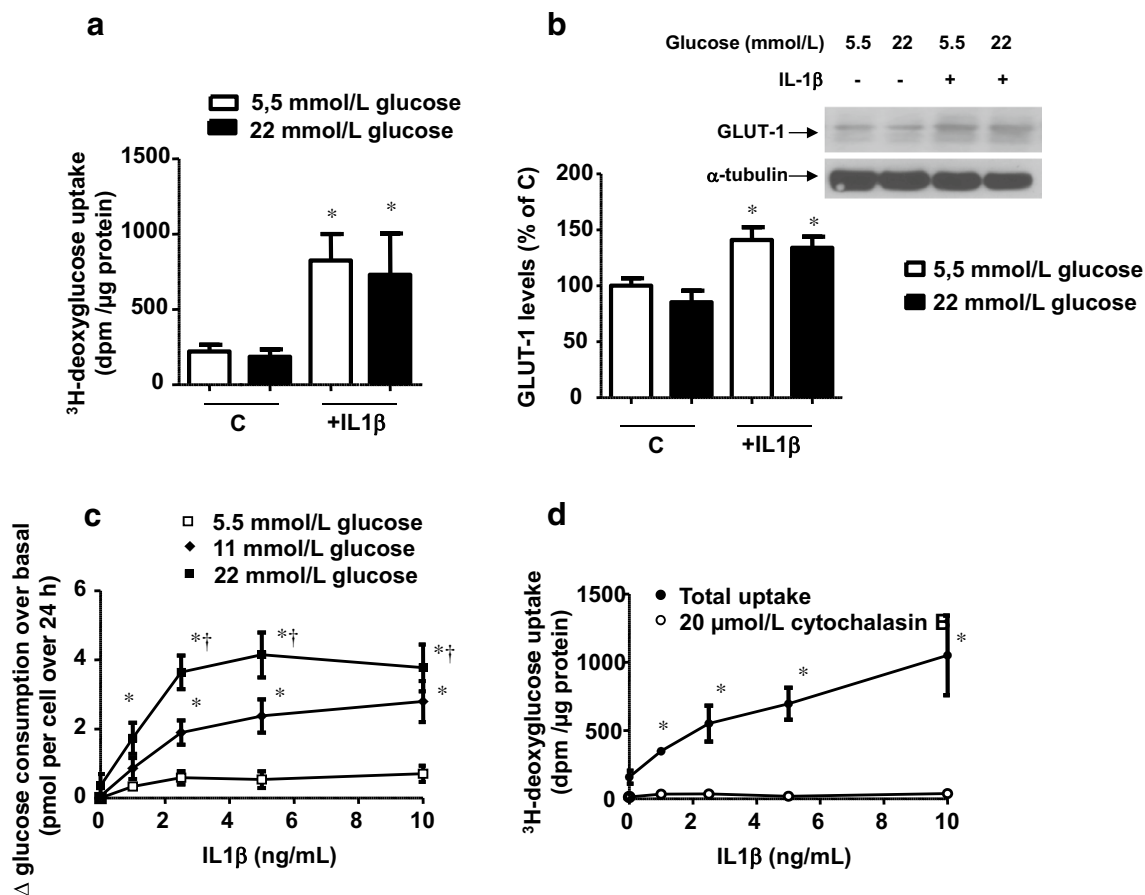 a
5,5 mmol/L glucose
22 mmol/L glucose
³H-deoxyglucose uptake
(dpm /µg protein)
1500
1000
500
0
*
*
C
+IL1β
b
Glucose (mmol/L) 5.5 22 5.5 22
IL-1β - - + +
GLUT-1
α-tubulin
GLUT-1 levels (% of C)
200
150
100
50
0
*
*
C
+IL1β
5,5 mmol/L glucose
22 mmol/L glucose
c
5.5 mmol/L glucose
11 mmol/L glucose
22 mmol/L glucose
Δ glucose consumption over basal
(pmol per cell over 24 h)
6
4
2
0
*
*†
*†
*†
*
*
*
0 2 4 6 8 10
IL1β (ng/mL)
d
Total uptake
20 µmol/L cytochalasin B
³H-deoxyglucose uptake
(dpm /µg protein)
1500
1000
500
0
*
*
*
*
0 2 4 6 8 10
IL1β (ng/mL)